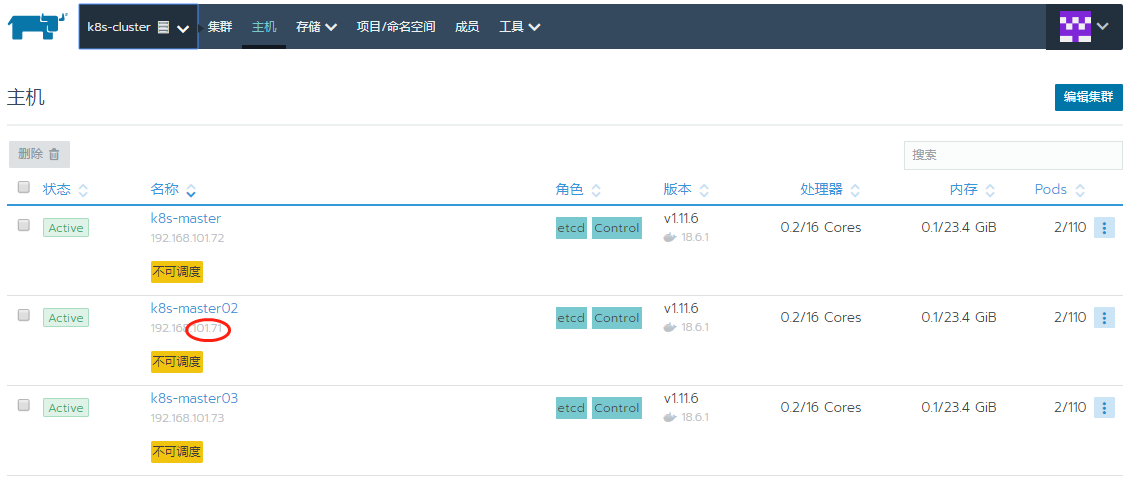 k8s-cluster 集群 主机 存储 项目/命名空间 成员 工具
主机 编辑集群
删除 搜索
状态 名称 角色 版本 处理器 内存 Pods
Active k8s-master etcd Control v1.11.6 0.2/16 Cores 0.1/23.4 GiB 2/110
192.168.101.72 18.6.1
不可调度
Active k8s-master02 etcd Control v1.11.6 0.2/16 Cores 0.1/23.4 GiB 2/110
192.168.101.71 18.6.1
不可调度
Active k8s-master03 etcd Control v1.11.6 0.2/16 Cores 0.1/23.4 GiB 2/110
192.168.101.73 18.6.1
不可调度